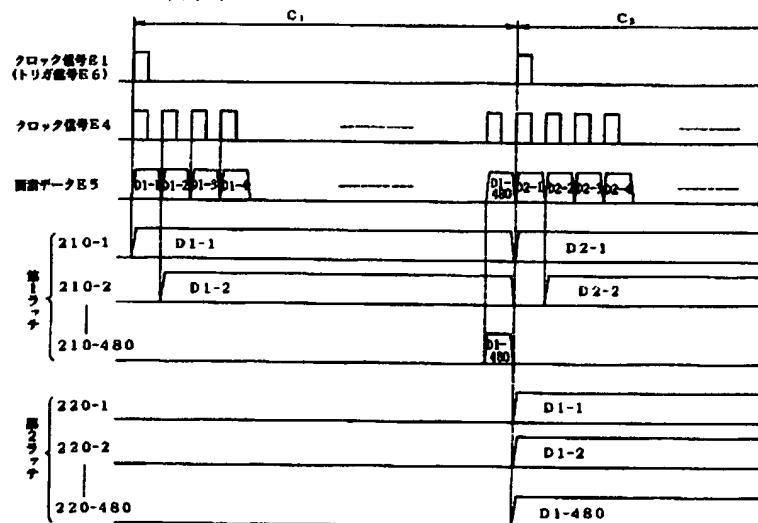 C₁
C₂
クロック信号E1
(トリガ信号E6)
クロック信号E4
画素データE5
D1-1 D1-2 D1-3 D1-4
D1-480
D2-1 D2-2 D2-3 D2-4
第1ラッチ
210-1
D1-1
D2-1
210-2
D1-2
D2-2
210-480
D1-480
第2ラッチ
220-1
D1-1
220-2
D1-2
220-480
D1-480